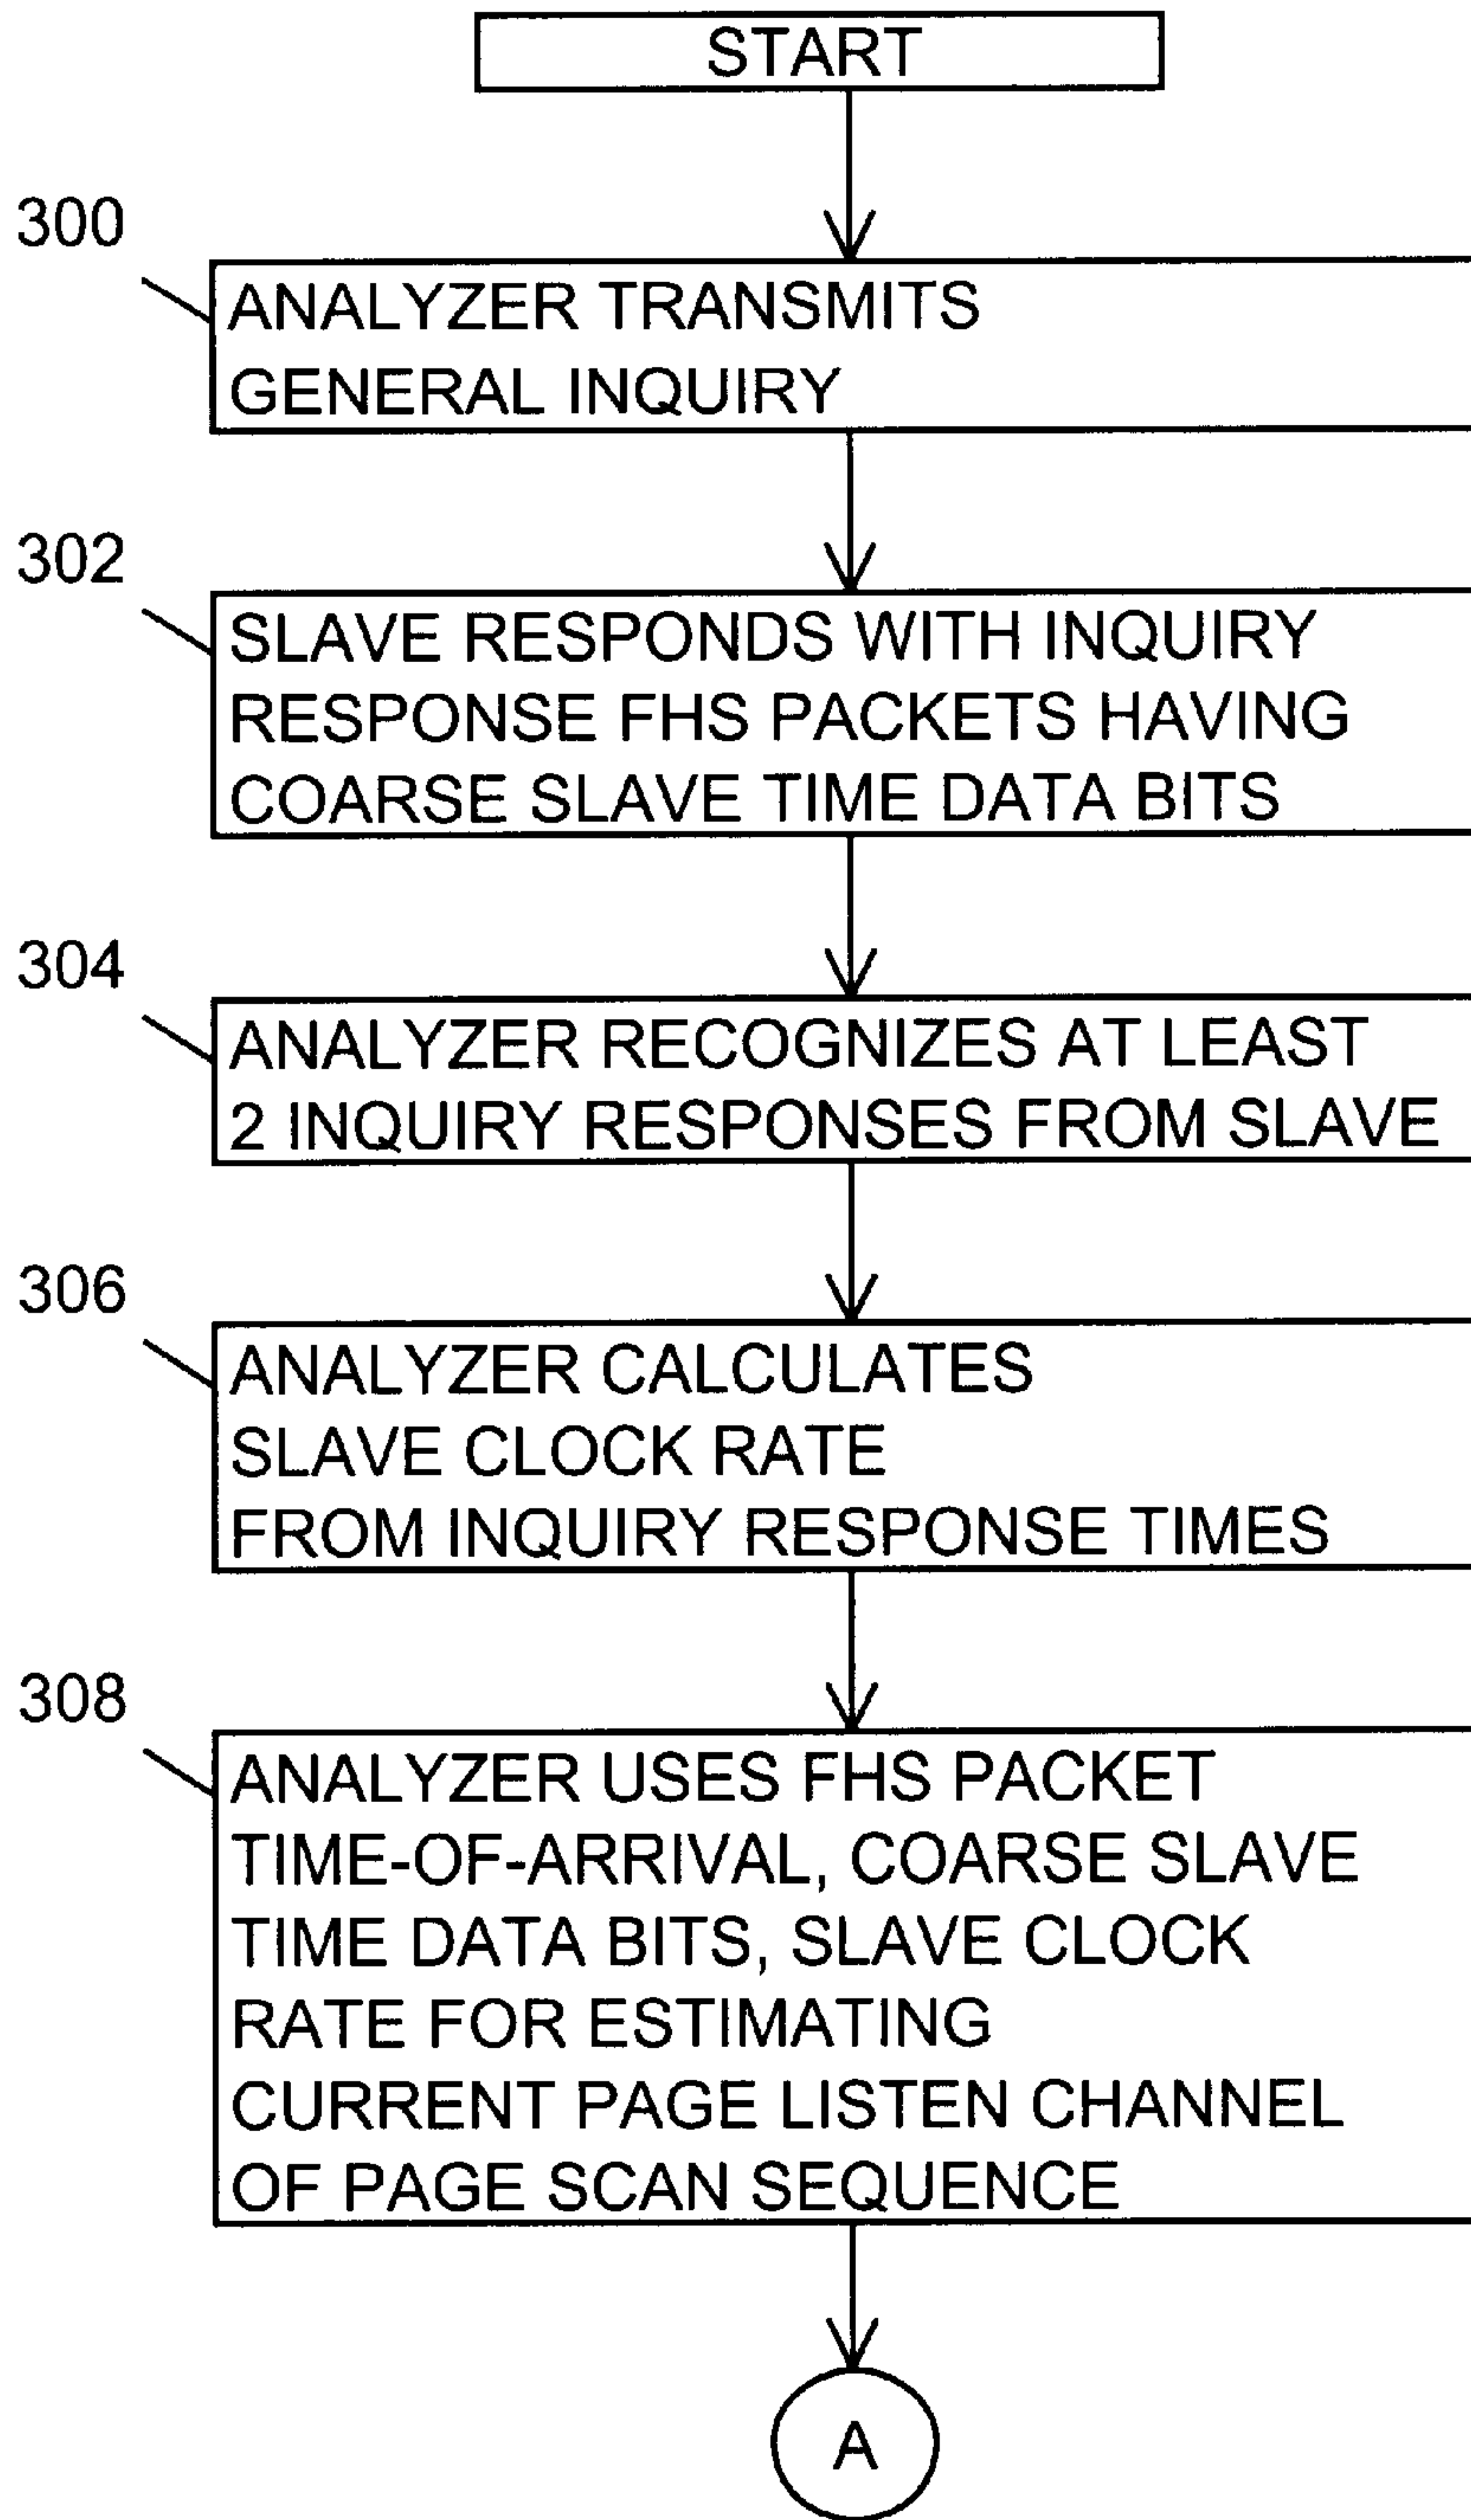 START
300
ANALYZER TRANSMITS
GENERAL INQUIRY
302
SLAVE RESPONDS WITH INQUIRY
RESPONSE FHS PACKETS HAVING
COARSE SLAVE TIME DATA BITS
304
ANALYZER RECOGNIZES AT LEAST
2 INQUIRY RESPONSES FROM SLAVE
306
ANALYZER CALCULATES
SLAVE CLOCK RATE
FROM INQUIRY RESPONSE TIMES
308
ANALYZER USES FHS PACKET
TIME-OF-ARRIVAL, COARSE SLAVE
TIME DATA BITS, SLAVE CLOCK
RATE FOR ESTIMATING
CURRENT PAGE LISTEN CHANNEL
OF PAGE SCAN SEQUENCE
A